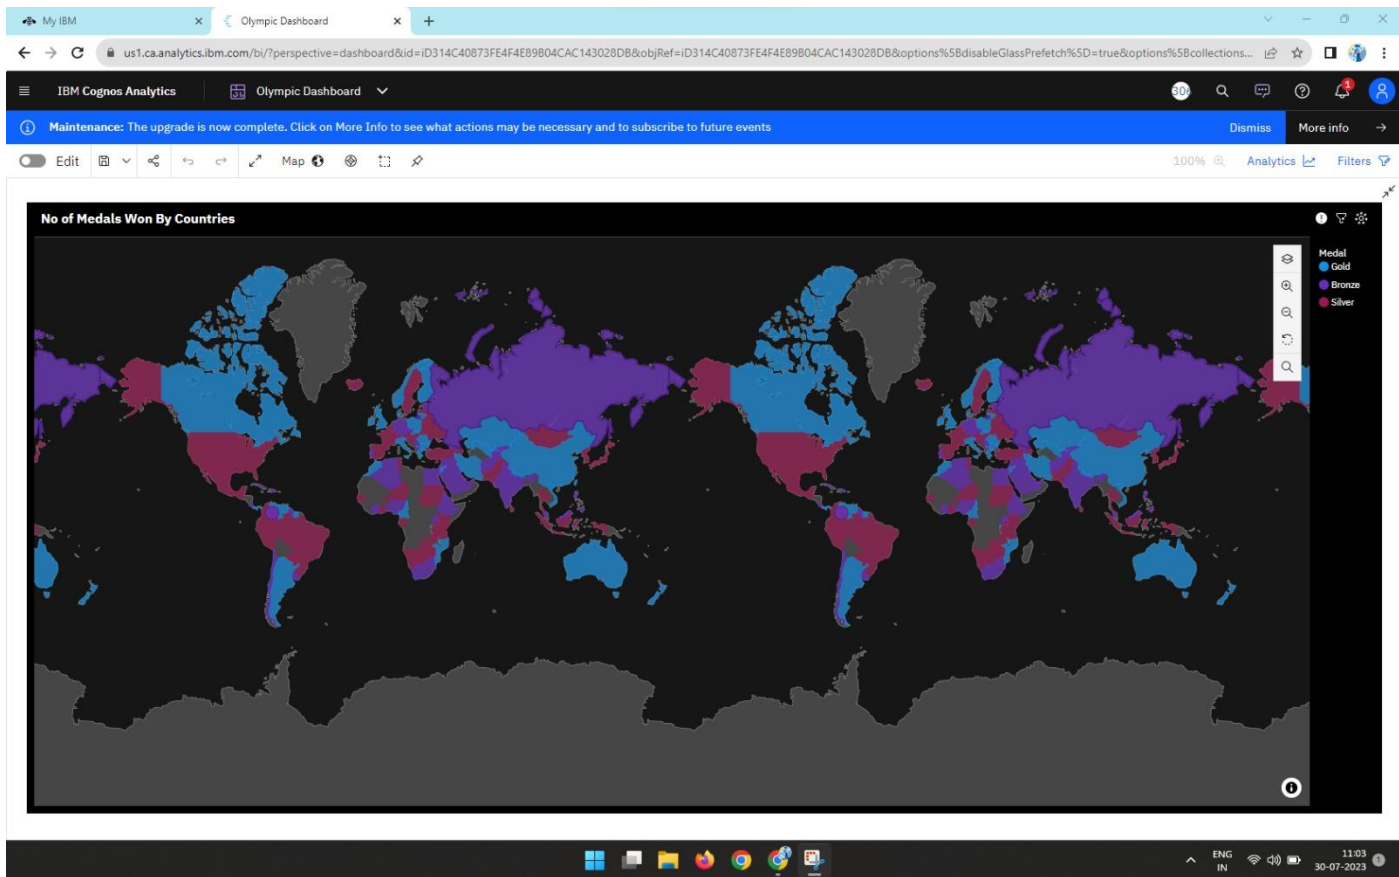 My IBM
Olympic Dashboard
us1.ca.analytics.ibm.com/bi/?perspective=dashboard&id=iD314C40873FE4F4E89B04CAC143028DB&objRef=iD314C40873FE4F4E89B04CAC143028DB&options%5BdisableGlassPrefetch%5D=true&options%5Bcollections...
IBM Cognos Analytics
Olympic Dashboard
1
Maintenance: The upgrade is now complete. Click on More Info to see what actions may be necessary and to subscribe to future events
Dismiss
More info
Edit
Map
100%
Analytics
Filters
No of Medals Won By Countries
Medal
Gold
Bronze
Silver
ENG
IN
11:03
30-07-2023
1